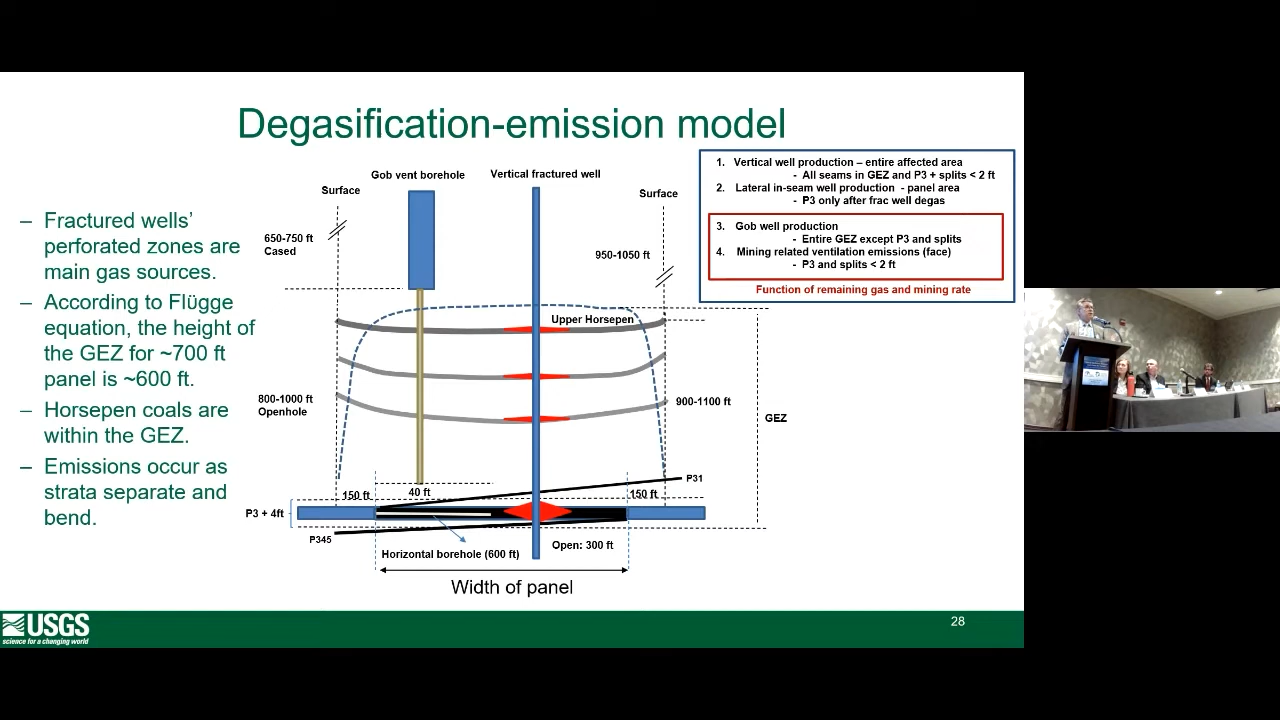 Degasification-emission model
– Fractured wells’
perforated zones are
main gas sources.
– According to Flügge
equation, the height of
the GEZ for ~700 ft
panel is ~600 ft.
– Horsepen coals are
within the GEZ.
– Emissions occur as
strata separate and
bend.
Gob vent borehole
Vertical fractured well
Surface
Surface
650-750 ft
Cased
950-1050 ft
Upper Horsepen
800-1000 ft
Openhole
900-1100 ft
GEZ
P31
150 ft
40 ft
150 ft
P3 + 4ft
P345
Horizontal borehole (600 ft)
Open: 300 ft
Width of panel
1. Vertical well production – entire affected area
- All seams in GEZ and P3 + splits < 2 ft
2. Lateral in-seam well production - panel area
- P3 only after frac well degas
3. Gob well production
- Entire GEZ except P3 and splits
4. Mining related ventilation emissions (face)
- P3 and splits < 2 ft
Function of remaining gas and mining rate
USGS
science for a changing world
28